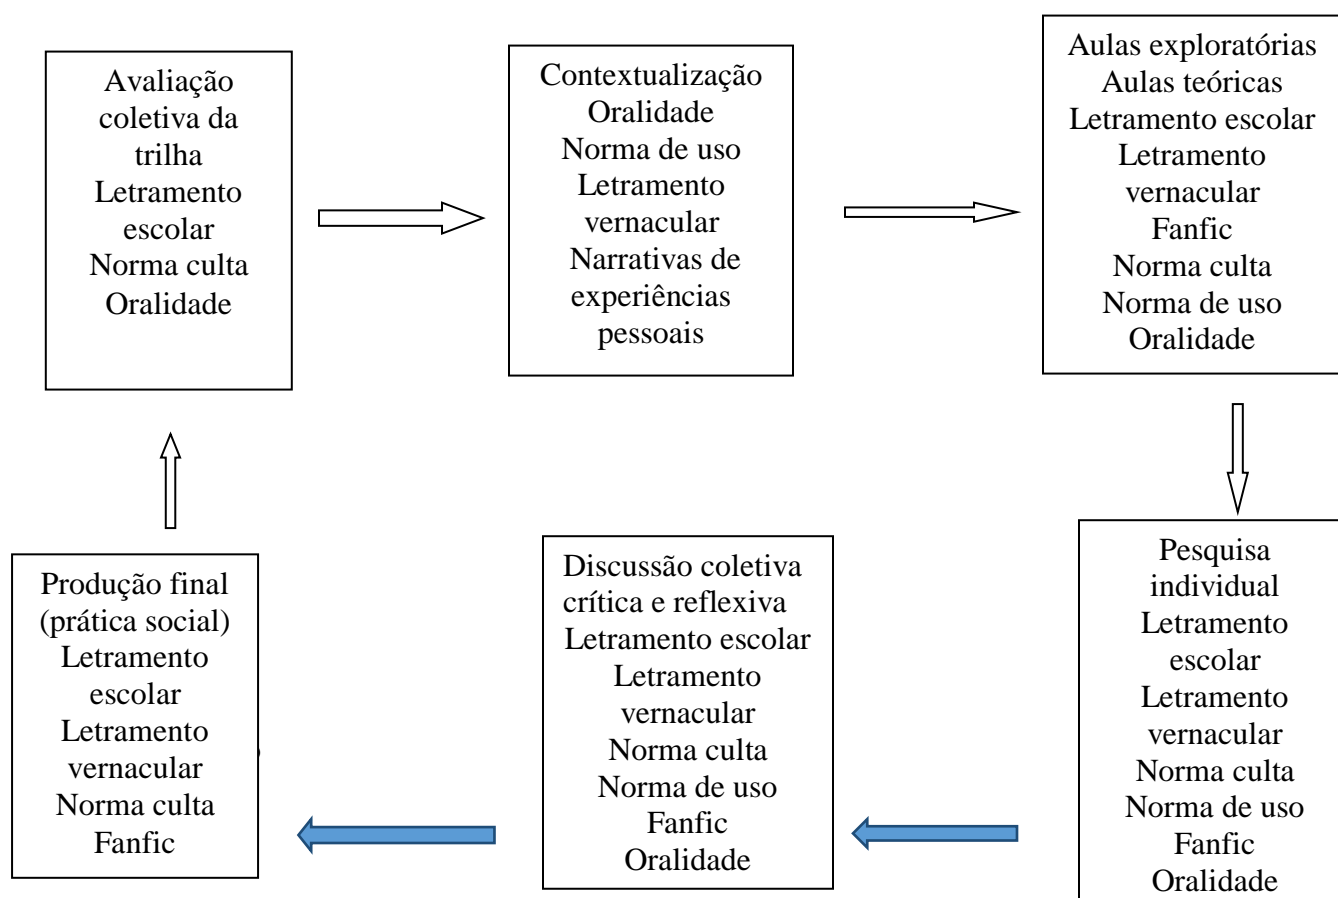 Avaliação
coletiva da
trilha
Letramento
escolar
Norma culta
Oralidade
Contextualização
Oralidade
Norma de uso
Letramento
vernacular
Narrativas de
experiências
pessoais
Aulas exploratórias
Aulas teóricas
Letramento escolar
Letramento
vernacular
Fanfic
Norma culta
Norma de uso
Oralidade
Pesquisa
individual
Letramento
escolar
Letramento
vernacular
Norma culta
Norma de uso
Fanfic
Oralidade
Discussão coletiva
crítica e reflexiva
Letramento escolar
Letramento
vernacular
Norma culta
Norma de uso
Fanfic
Oralidade
Produção final
(prática social)
Letramento
escolar
Letramento
vernacular
Norma culta
Fanfic